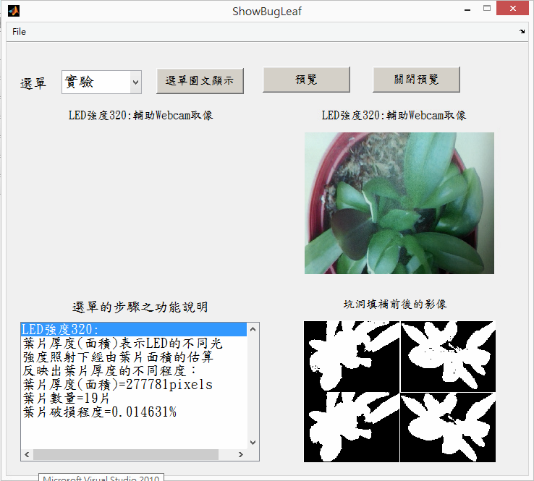 ShowBugLeaf
File
選單
實驗
選單圖文顯示
預覽
關閉預覽
LED強度320:輔助Webcam取像
LED強度320:輔助Webcam取像
選單的步驟之功能說明
坑洞填補前後的影像
LED強度320:
葉片厚度(面積)表示LED的不同光
強度照射下經由葉片面積的估算
反映出葉片厚度的不同程度：
葉片厚度(面積)=277781pixels
葉片數量=19片
葉片破損程度=0.014631%
Microsoft Visual Studio 2010